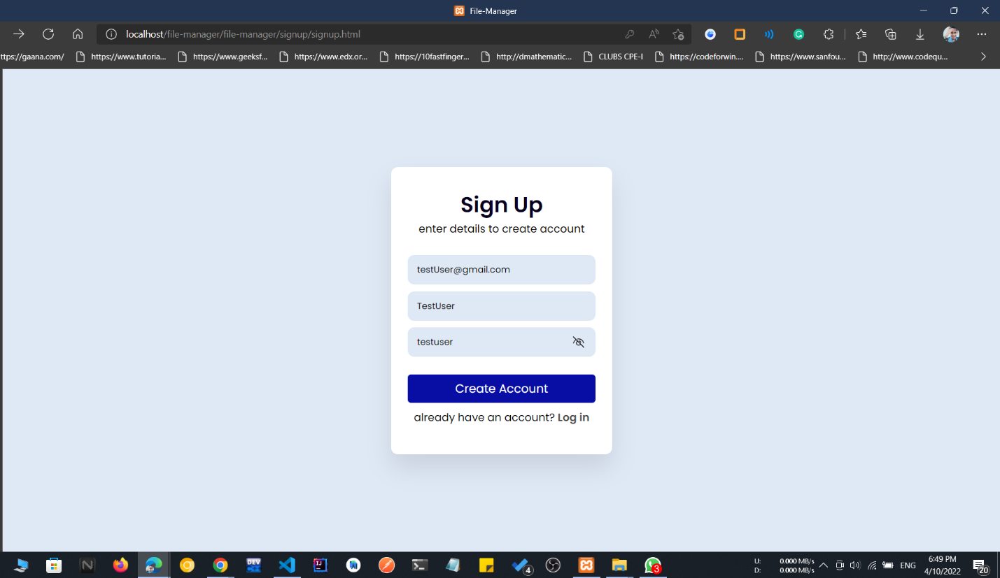 File-Manager
localhost/file-manager/file-manager/signup/signup.html
ttps://gaana.com/ https://www.tutoria... https://www.geeksf... https://www.edx.or... https://10fastfinger... http://dmathematic... CLUBS CPE-I https://codeforwin.... https://www.sanfou... http://www.codequ...
Sign Up
enter details to create account
testUser@gmail.com
TestUser
testuser
Create Account
already have an account? Log in
DEV
IJ
4
3
U: 0.000 MB/s
D: 0.000 MB/s
ENG
6:49 PM
4/10/2022
20